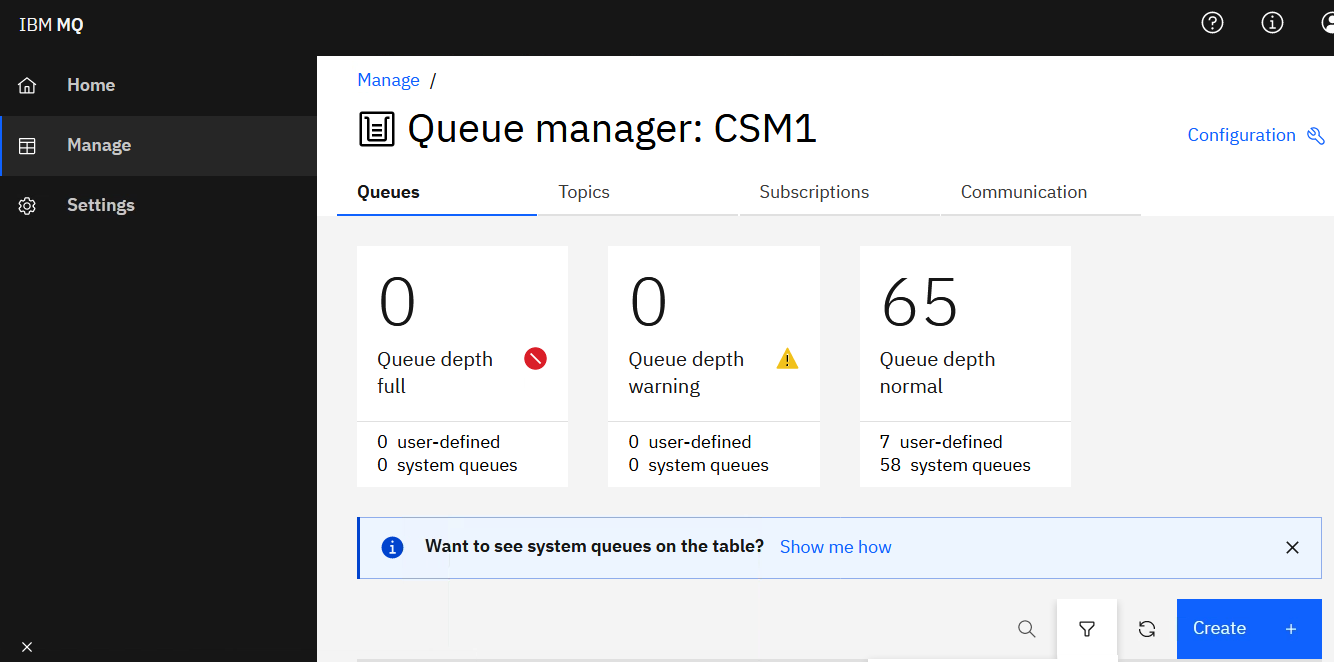 IBM MQ
Home
Manage
Settings
Manage /
Queue manager: CSM1
Configuration
Queues
Topics
Subscriptions
Communication
0
Queue depth
full
0 user-defined
0 system queues
0
Queue depth
warning
0 user-defined
0 system queues
65
Queue depth
normal
7 user-defined
58 system queues
Want to see system queues on the table? Show me how
Create +